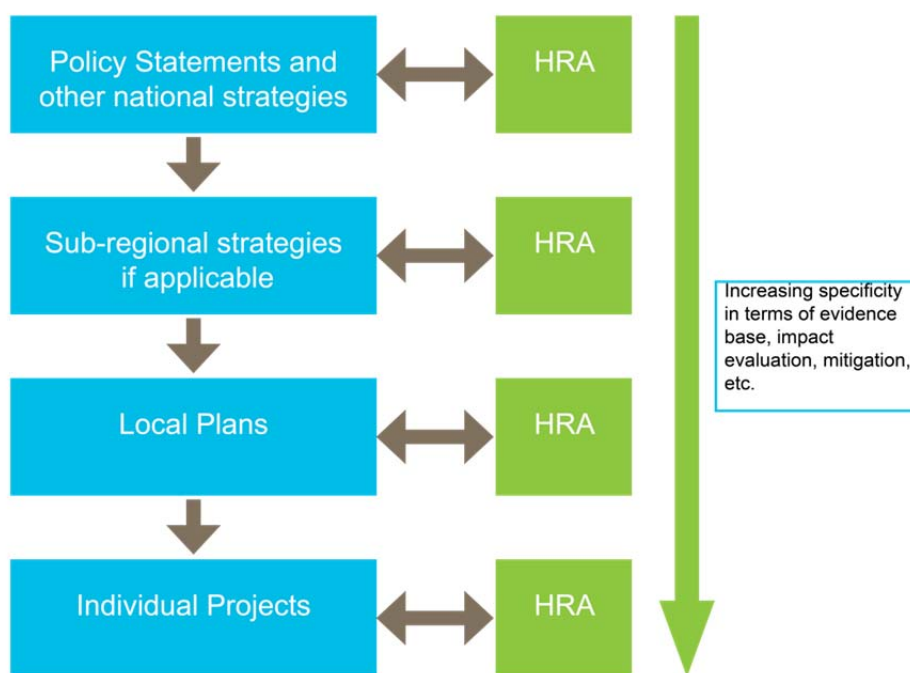 Policy Statements and
other national strategies
HRA
Sub-regional strategies
if applicable
HRA
Increasing specificity
in terms of evidence
base, impact
evaluation, mitigation,
etc.
Local Plans
HRA
Individual Projects
HRA